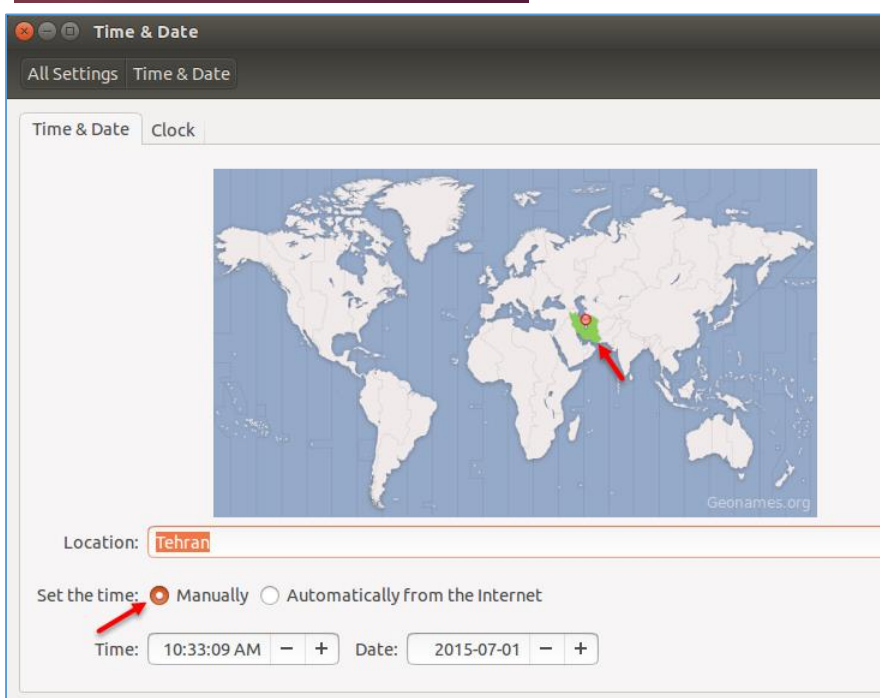 Time & Date
All Settings Time & Date
Time & Date Clock
Geonames.org
Location: Tehran
Set the time: Manually Automatically from the Internet
Time: 10:33:09 AM − + Date: 2015-07-01 − +